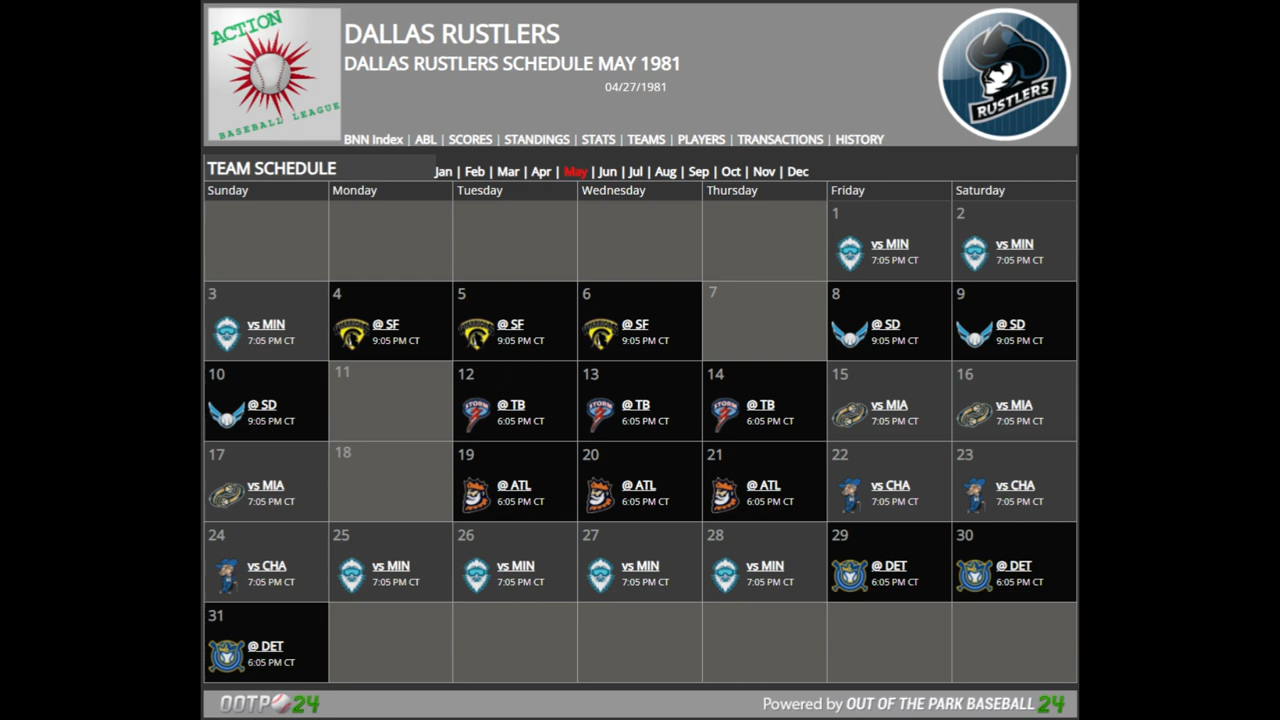 ACTION
BASEBALL LEAGUE
DALLAS RUSTLERS
DALLAS RUSTLERS SCHEDULE MAY 1981
04/27/1981
RUSTLERS
BNN Index | ABL | SCORES | STANDINGS | STATS | TEAMS | PLAYERS | TRANSACTIONS | HISTORY
TEAM SCHEDULE
Jan | Feb | Mar | Apr | May | Jun | Jul | Aug | Sep | Oct | Nov | Dec
Sunday Monday Tuesday Wednesday Thursday Friday Saturday
1 2
vs MIN vs MIN
7:05 PM CT 7:05 PM CT
3 4 5 6 7 8 9
vs MIN @ SF @ SF @ SF @ SD @ SD
7:05 PM CT 9:05 PM CT 9:05 PM CT 9:05 PM CT 9:05 PM CT 9:05 PM CT
10 11 12 13 14 15 16
@ SD STORM @ TB STORM @ TB STORM @ TB vs MIA vs MIA
9:05 PM CT 6:05 PM CT 6:05 PM CT 6:05 PM CT 7:05 PM CT 7:05 PM CT
17 18 19 20 21 22 23
vs MIA @ ATL @ ATL @ ATL vs CHA vs CHA
7:05 PM CT 6:05 PM CT 6:05 PM CT 6:05 PM CT 7:05 PM CT 7:05 PM CT
24 25 26 27 28 29 30
vs CHA vs MIN vs MIN vs MIN vs MIN @ DET @ DET
7:05 PM CT 7:05 PM CT 7:05 PM CT 7:05 PM CT 7:05 PM CT 6:05 PM CT 6:05 PM CT
31
@ DET
6:05 PM CT
OOTP 24 Powered by OUT OF THE PARK BASEBALL 24